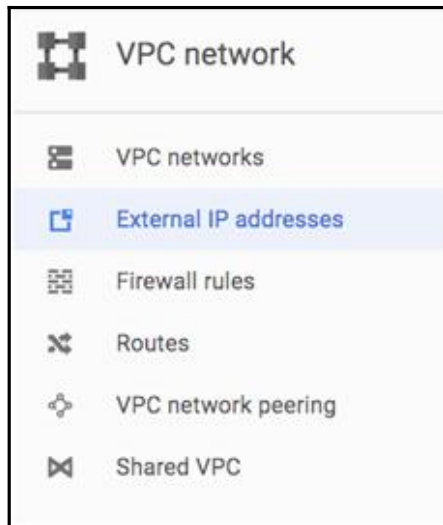 VPC network
VPC networks
External IP addresses
Firewall rules
Routes
VPC network peering
Shared VPC